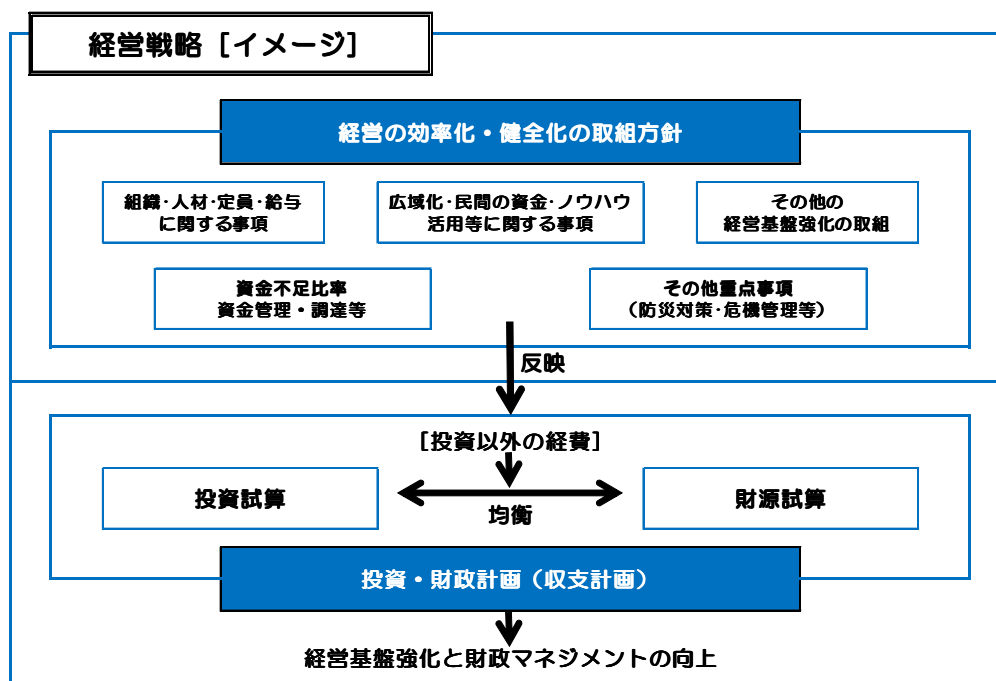 経営戦略［イメージ］
経営の効率化・健全化の取組方針
組織・人材・定員・給与
に関する事項
広域化・民間の資金・ノウハウ
活用等に関する事項
その他の
経営基盤強化の取組
資金不足比率
資金管理・調達等
その他重点事項
（防災対策・危機管理等）
反映
［投資以外の経費］
投資試算
均衡
財源試算
投資・財政計画（収支計画）
経営基盤強化と財政マネジメントの向上